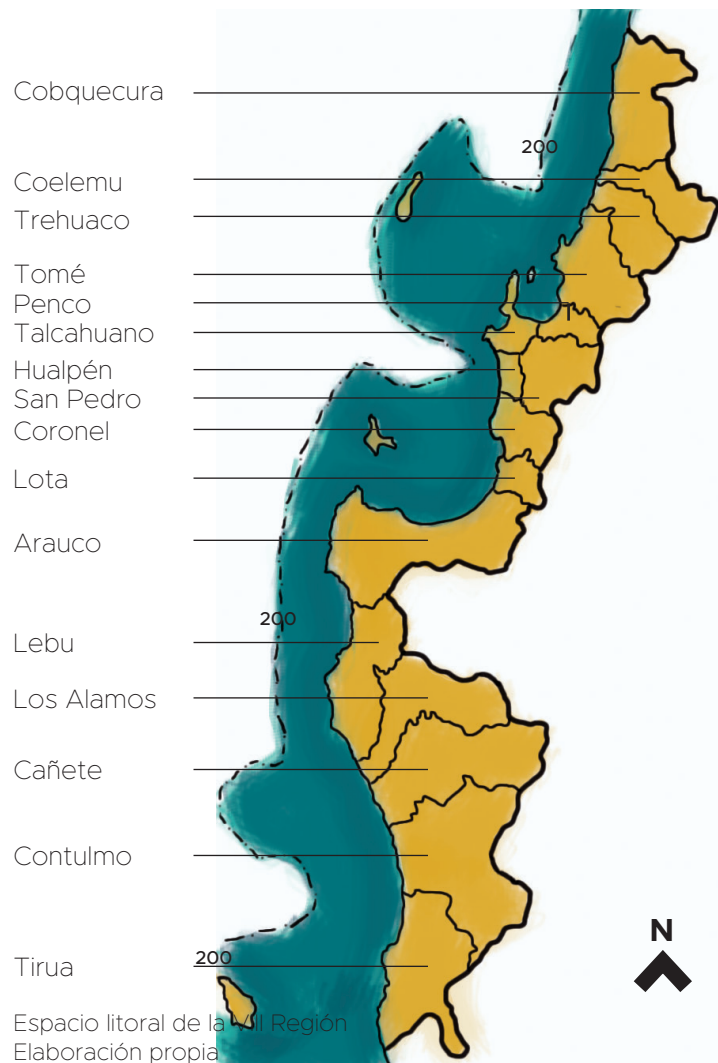 Cobquecura
200
Coelemu
Trehuaco
Tomé
Penco
Talcahuano
Hualpén
San Pedro
Coronel
Lota
Arauco
200
Lebu
Los Alamos
Cañete
Contulmo
N
200
Tirua
Espacio litoral de la VIII Región
Elaboración propia